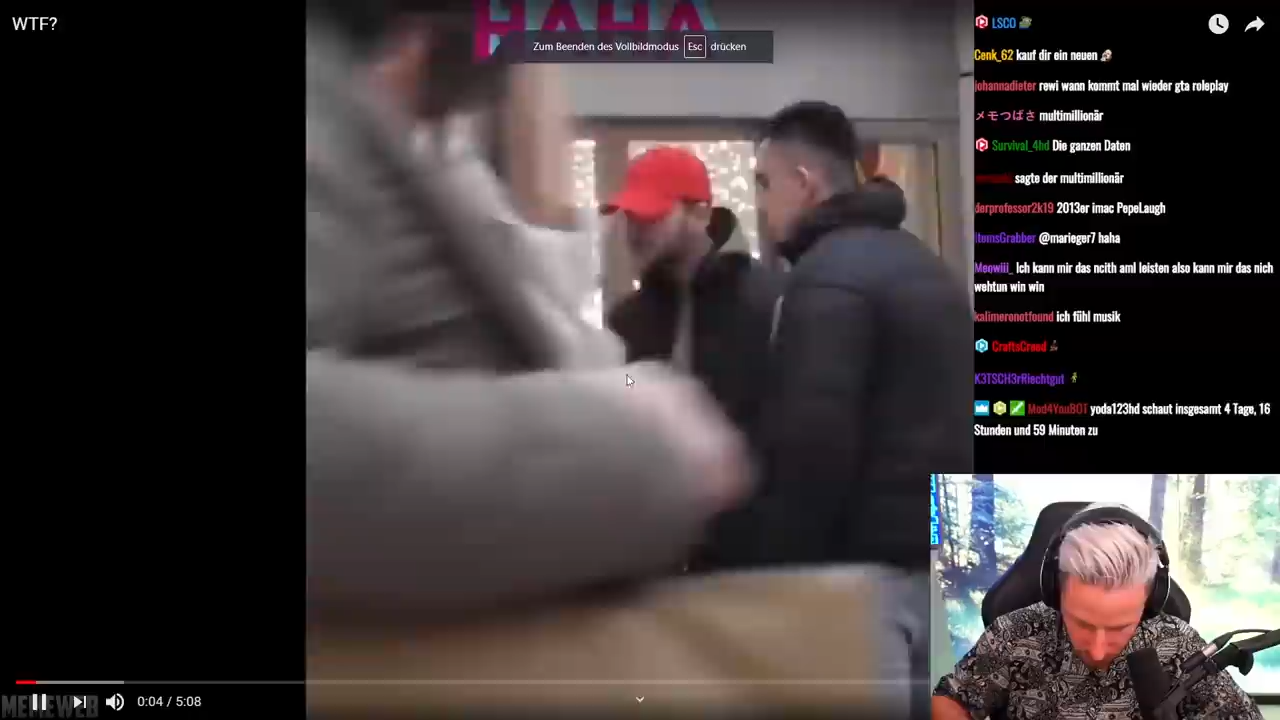 WTF?
HAHA
Zum Beenden des Vollbildmodus Esc drücken
LSCO
Cenk_62 kauf dir ein neuen
johannadieter rewi wann kommt mal wieder gta roleplay
メモつばさ multimillionär
Survival_4hd Die ganzen Daten
sagte der multimillionär
derprofessor2k19 2013er imac PepeLaugh
ItemsGrabber @marieger7 haha
Meowiii_ Ich kann mir das ncith aml leisten also kann mir das nich
wehtun win win
kalimeronotfound ich fühl musik
CraftsCreed
K3TSCH3rRiechtgut
Mod4YouBOT yoda123hd schaut insgesamt 4 Tage, 16
Stunden und 59 Minuten zu
MEMEWEB
0:04 / 5:08